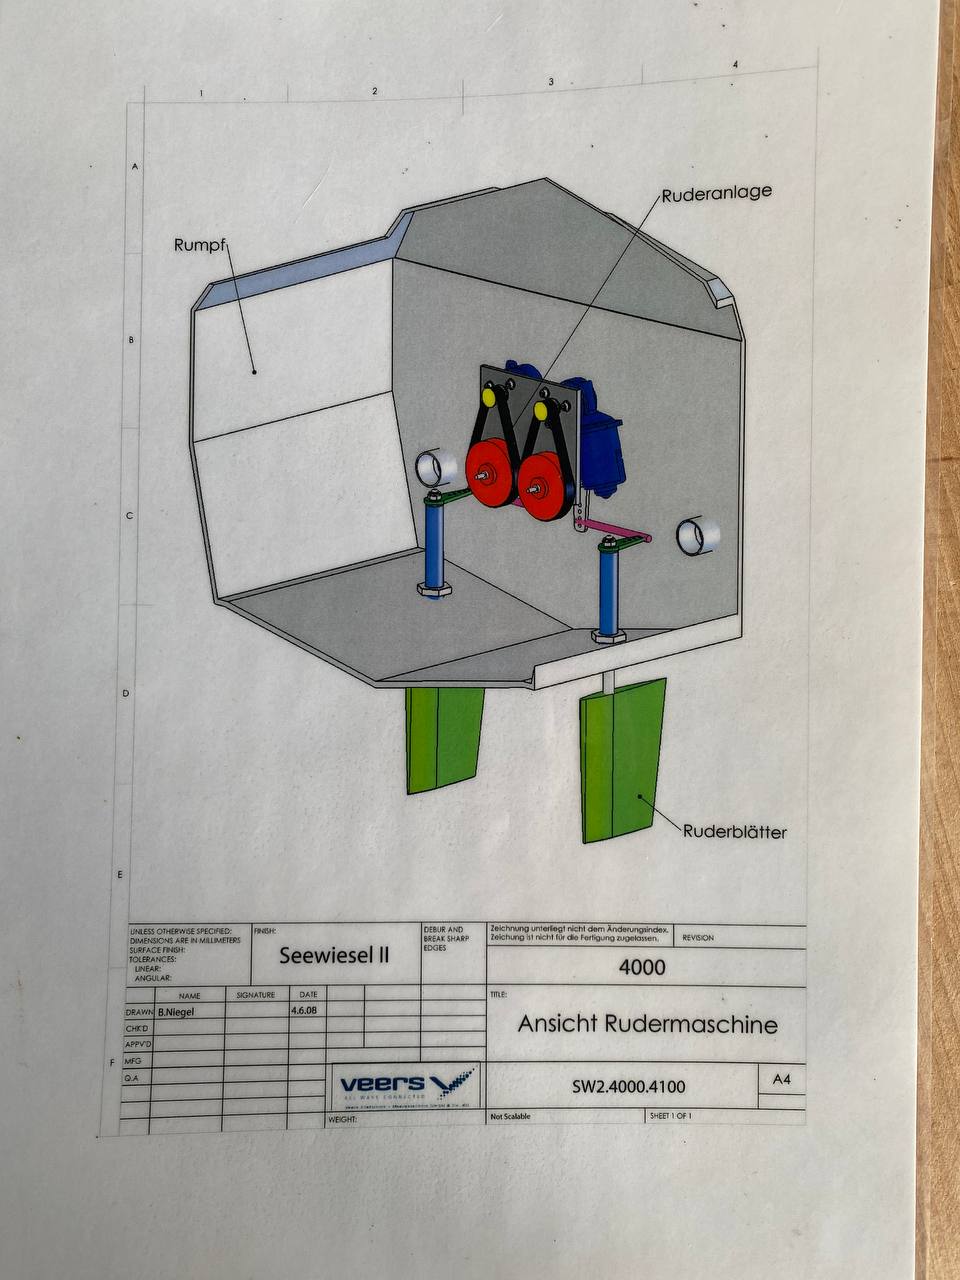 1
2
3
4
A
B
C
D
E
F
Ruderanlage
Rumpf
Ruderblätter
UNLESS OTHERWISE SPECIFIED:
DIMENSIONS ARE IN MILLIMETERS
SURFACE FINISH:
TOLERANCES:
LINEAR:
ANGULAR:
FINISH:
Seewiesel II
DEBUR AND
BREAK SHARP
EDGES
Zeichnung unterliegt nicht dem Änderungsindex.
Zeichung ist nicht für die Fertigung zugelassen.
REVISION
4000
NAME
SIGNATURE
DATE
DRAWN
B.Niegel
4.6.08
CHK'D
APPV'D
MFG
Q.A
TITLE:
Ansicht Rudermaschine
veers
ALL WAVE CONNECTED
WEIGHT:
SW2.4000.4100
A4
Not Scalable
SHEET 1 OF 1